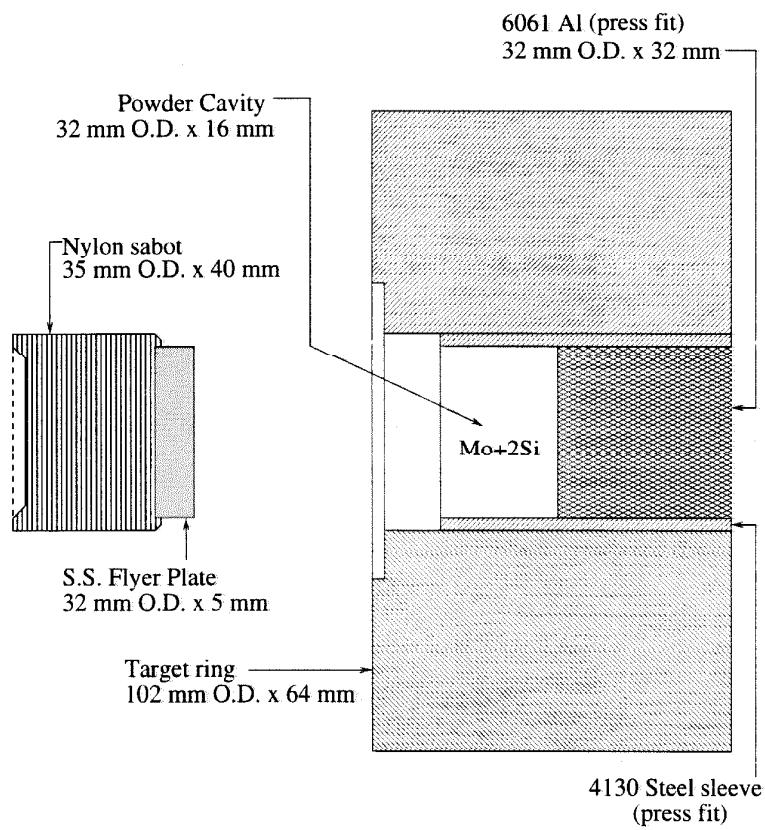 6061 Al (press fit)
32 mm O.D. x 32 mm
Powder Cavity
32 mm O.D. x 16 mm
Nylon sabot
35 mm O.D. x 40 mm
Mo+2Si
S.S. Flyer Plate
32 mm O.D. x 5 mm
Target ring
102 mm O.D. x 64 mm
4130 Steel sleeve
(press fit)